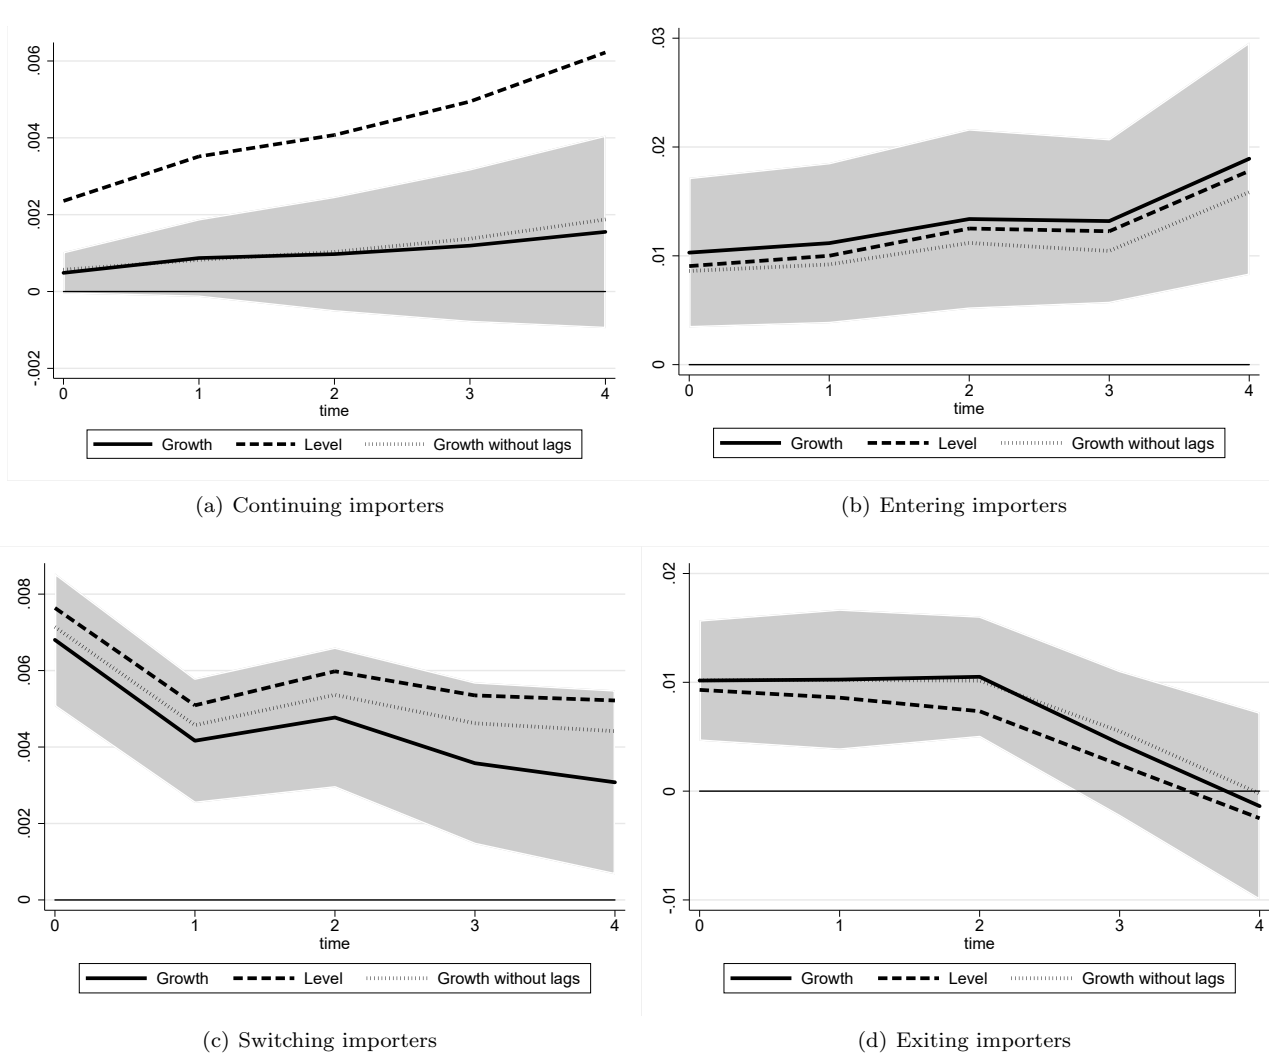 .006
.004
.002
0
-.002
0 1 2 3 4
time
Growth Level Growth without lags
(a) Continuing importers
.03
.02
.01
0
0 1 2 3 4
time
Growth Level Growth without lags
(b) Entering importers
.008
.006
.004
.002
0
0 1 2 3 4
time
Growth Level Growth without lags
(c) Switching importers
.02
.01
0
-.01
0 1 2 3 4
time
Growth Level Growth without lags
(d) Exiting importers